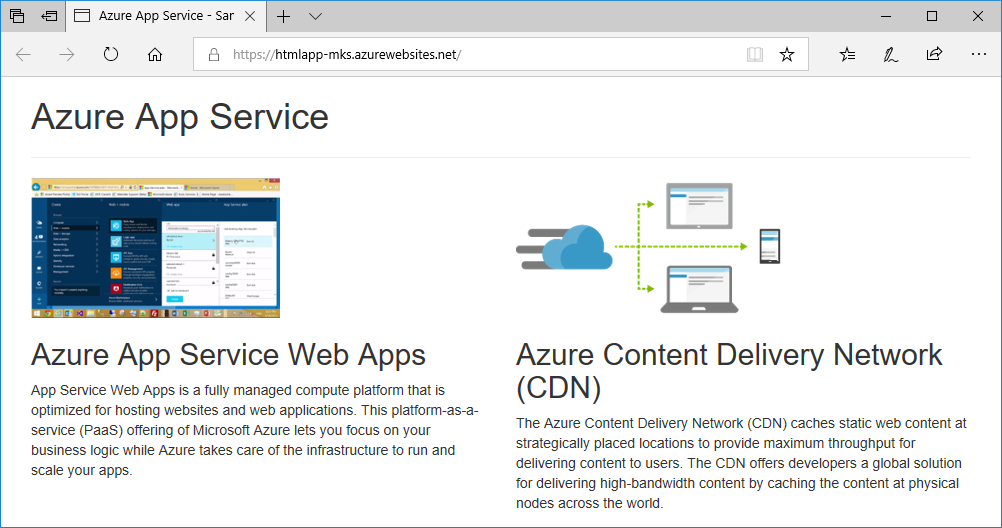 Azure App Service - San
https://htmlapp-mks.azurewebsites.net/
Azure App Service
Azure App Service Web Apps
App Service Web Apps is a fully managed compute platform that is
optimized for hosting websites and web applications. This platform-as-a-
service (PaaS) offering of Microsoft Azure lets you focus on your
business logic while Azure takes care of the infrastructure to run and
scale your apps.
Azure Content Delivery Network
(CDN)
The Azure Content Delivery Network (CDN) caches static web content at
strategically placed locations to provide maximum throughput for
delivering content to users. The CDN offers developers a global solution
for delivering high-bandwidth content by caching the content at physical
nodes across the world.